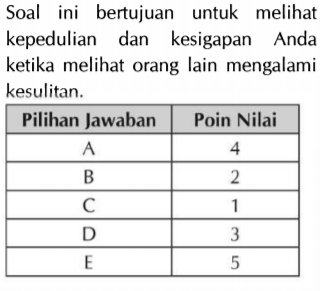 Soal ini bertujuan untuk melihat
kepedulian dan kesigapan Anda
ketika melihat orang lain mengalami
kesulitan.
Pilihan Jawaban Poin Nilai
A 4
B 2
C 1
D 3
E 5